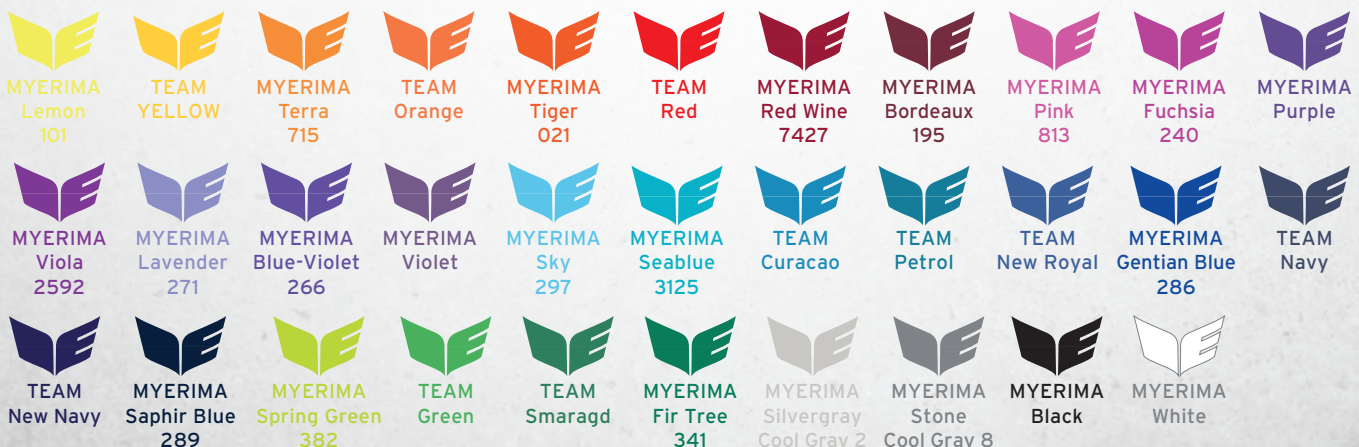 MYERIMA TEAM MYERIMA TEAM MYERIMA TEAM MYERIMA MYERIMA MYERIMA MYERIMA MYERIMA
Lemon YELLOW Terra Orange Tiger Red Red Wine Bordeaux Pink Fuchsia Purple
101 715 021 7427 195 813 240
MYERIMA MYERIMA MYERIMA MYERIMA MYERIMA MYERIMA TEAM TEAM TEAM MYERIMA TEAM
Viola Lavender Blue-Violet Violet Sky Seablue Curacao Petrol New Royal Gentian Blue Navy
2592 271 266 297 3125 286
TEAM MYERIMA MYERIMA TEAM TEAM MYERIMA MYERIMA MYERIMA MYERIMA MYERIMA
New Navy Saphir Blue Spring Green Green Smaragd Fir Tree Silvergray Stone Black White
289 382 341 Cool Gray 2 Cool Gray 8